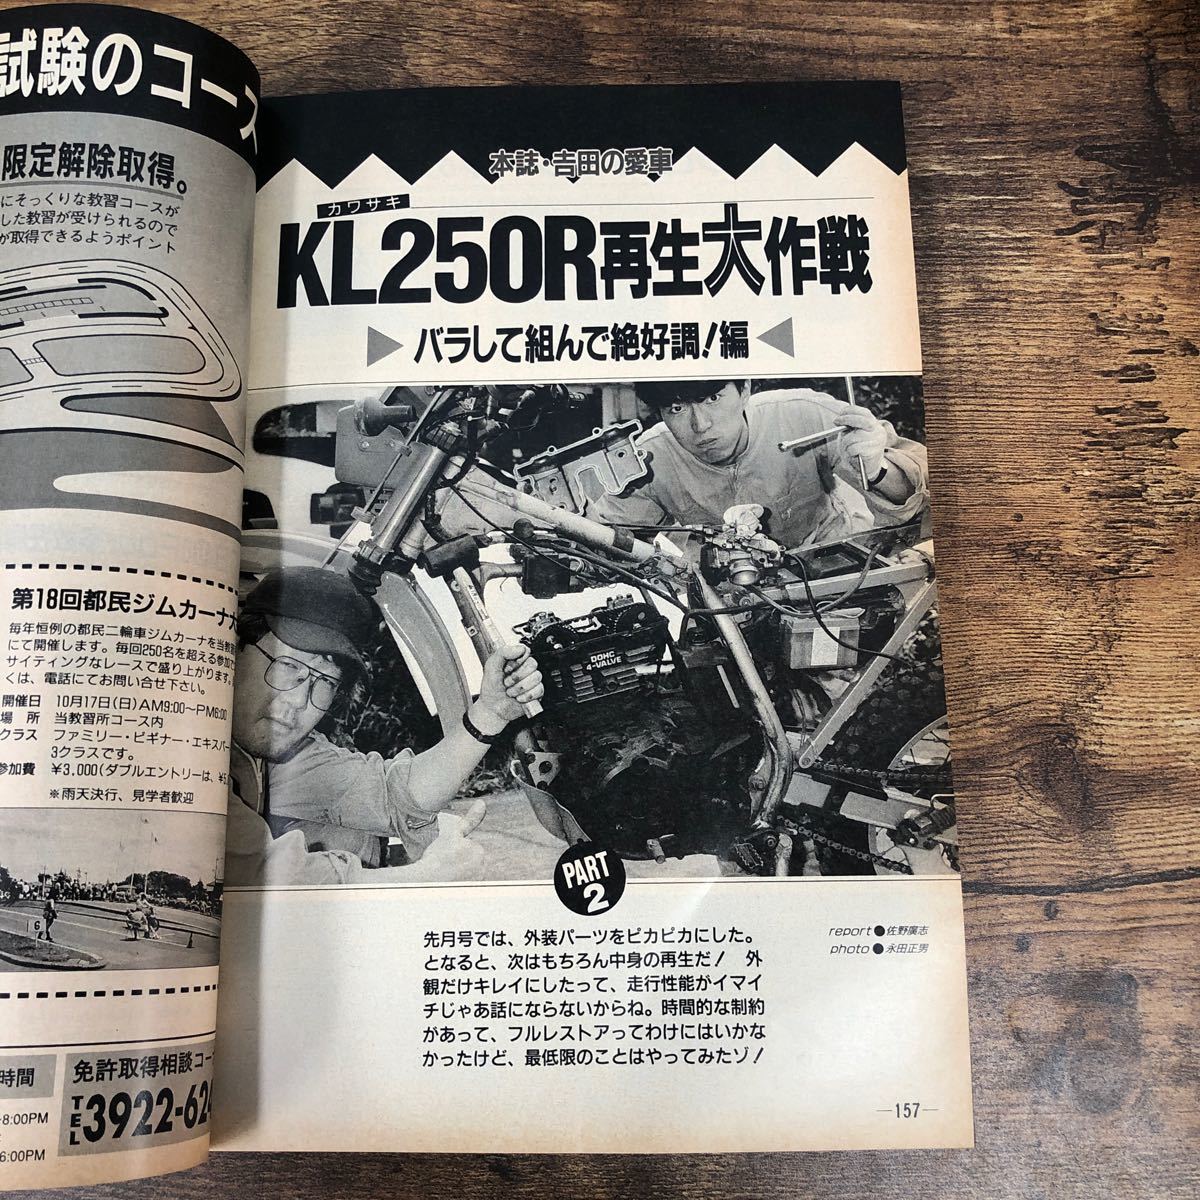 試験のコース
限定解除取得。
にそっくりな教習コースが
した教習が受けられるので
が取得できるようポイント
第18回都民ジムカーナ大
毎年恒例の都民二輪車ジムカーナを当教習
にて開催します。毎回250名を超える参加で
サイティングなレースで盛り上がります。
くは、電話にてお問い合せ下さい。
開催日 10月17日(日)AM9:00〜PM6:00
場 所 当教習所コース内
クラス ファミリー・ビギナー・エキスパー
3クラスです。
参加費 ¥3,000(ダブルエントリーは、¥5,
※雨天決行、見学者歓迎
6
時間
8:00PM
6:00PM
免許取得相談コー
TEL 3922-624
本誌・吉田の愛車
カワサキ
KL250R再生大作戦
バラして組んで絶好調!編
DOHC
4-VALVE
PART
2
先月号では、外装パーツをピカピカにした。
となると、次はもちろん中身の再生だ! 外
観だけキレイにしたって、走行性能がイマイ
チじゃあ話にならないからね。時間的な制約
があって、フルレストアってわけにはいかな
かったけど、最低限のことはやってみたゾ!
report●佐野廣志
photo●永田正男
—157—